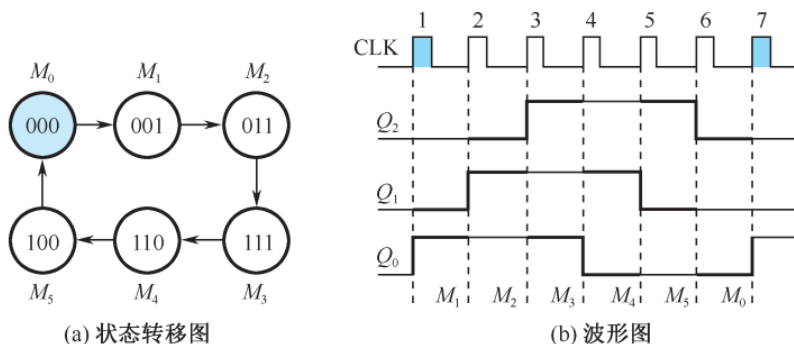 1 2 3 4 5 6 7
CLK
M₀ M₁ M₂
000 001 011
Q₂
Q₁
100 110 111
Q₀
M₅ M₄ M₃
M₁ M₂ M₃ M₄ M₅ M₀
(a) 状态转移图
(b) 波形图